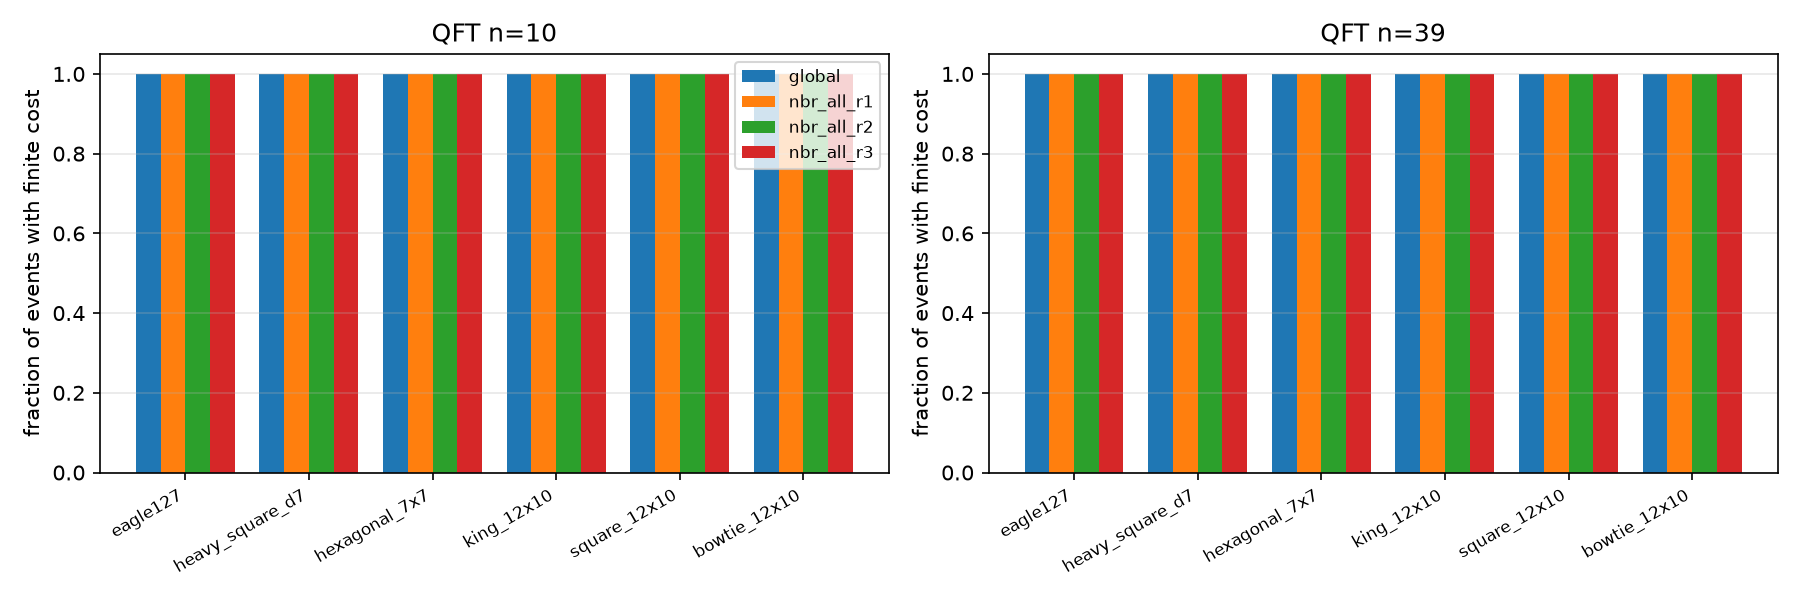 QFT n=10
fraction of events with finite cost
1.0
0.8
0.6
0.4
0.2
0.0
global
nbr_all_r1
nbr_all_r2
nbr_all_r3
eagle127
heavy_square_d7
hexagonal_7x7
king_12x10
square_12x10
bowtie_12x10
QFT n=39
fraction of events with finite cost
1.0
0.8
0.6
0.4
0.2
0.0
eagle127
heavy_square_d7
hexagonal_7x7
king_12x10
square_12x10
bowtie_12x10